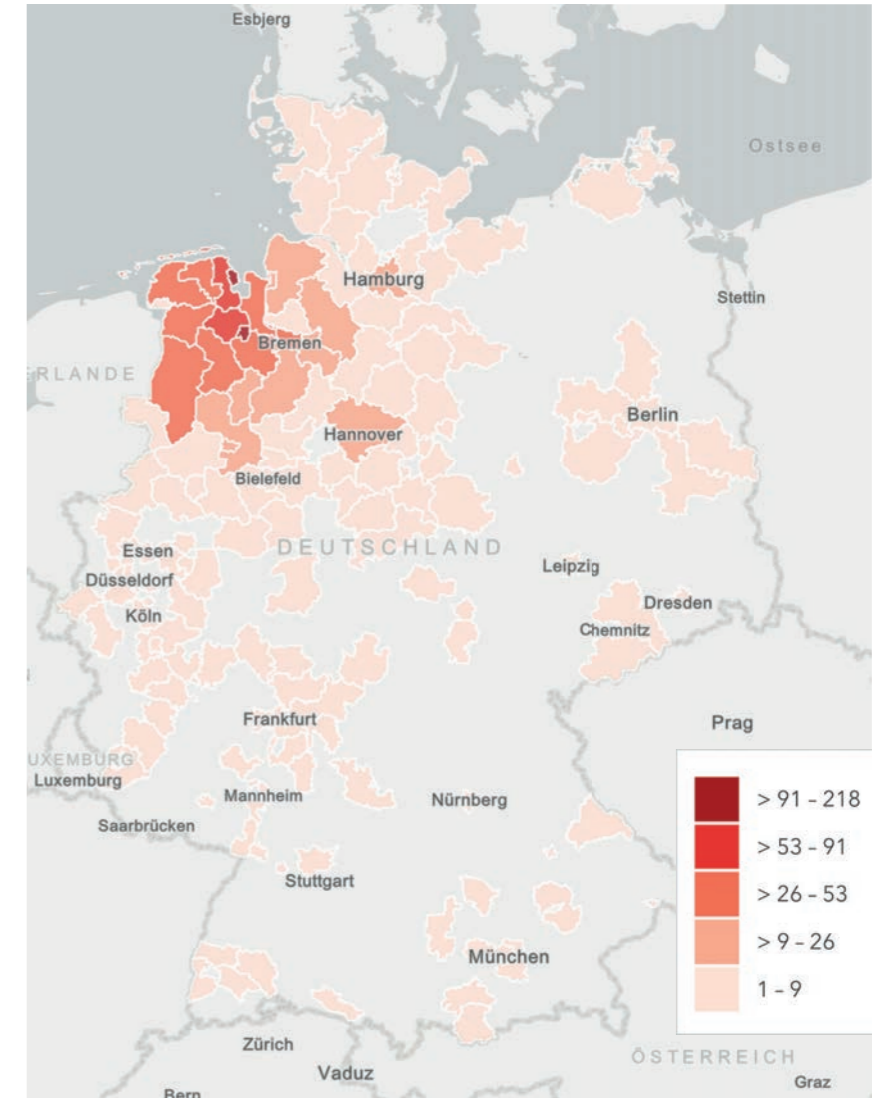 Esbjerg
Ostsee
Hamburg
Stettin
Bremen
ERLANDE
Berlin
Hannover
Bielefeld
DEUTSCHLAND
Essen
Leipzig
Düsseldorf
Dresden
Köln
Chemnitz
Frankfurt
Prag
UXEMBURG
Luxemburg
Mannheim
Nürnberg
Saarbrücken
Stuttgart
München
> 91 – 218
> 53 – 91
> 26 – 53
> 9 – 26
1 – 9
Zürich
ÖSTERREICH
Vaduz
Graz
Bern